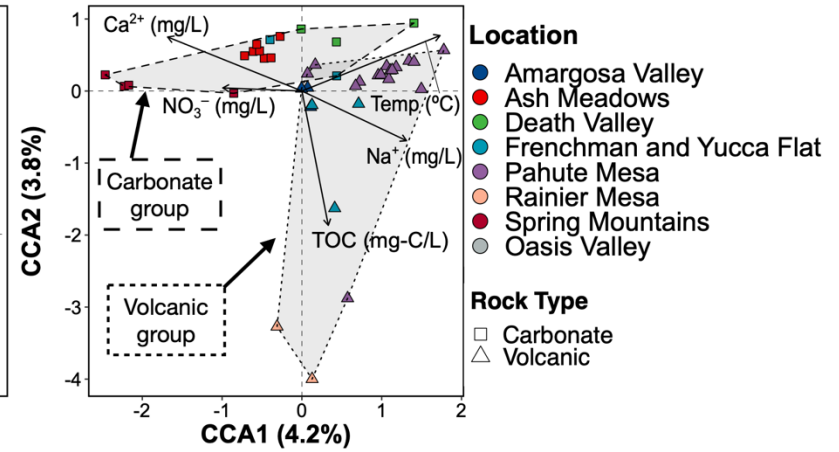 Ca²⁺ (mg/L)
NO₃⁻ (mg/L)
Temp (ºC)
Na⁺ (mg/L)
TOC (mg-C/L)
Carbonate
group
Volcanic
group
1
0
-1
-2
-3
-4
CCA2 (3.8%)
-2
-1
0
1
2
CCA1 (4.2%)
Location
Amargosa Valley
Ash Meadows
Death Valley
Frenchman and Yucca Flat
Pahute Mesa
Rainier Mesa
Spring Mountains
Oasis Valley
Rock Type
Carbonate
Volcanic